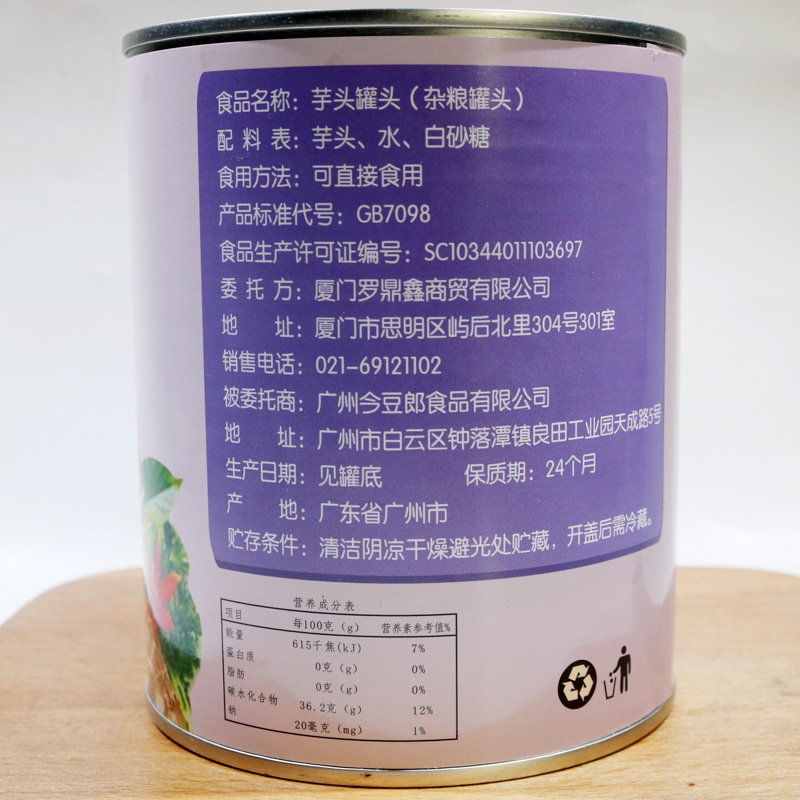 食品名称：芋头罐头（杂粮罐头）
配料表：芋头、水、白砂糖
食用方法：可直接食用
产品标准代号：GB7098
食品生产许可证编号：SC10344011103697
委托方：厦门罗鼎鑫商贸有限公司
地址：厦门市思明区屿后北里304号301室
销售电话：021-69121102
被委托商：广州今豆郎食品有限公司
地址：广州市白云区钟落潭镇良田工业园天成路5号
生产日期：见罐底 保质期：24个月
产地：广东省广州市
贮存条件：清洁阴凉干燥避光处贮藏，开盖后需冷藏。
营养成分表
项目 每100克（g） 营养素参考值%
能量 615千焦(kJ) 7%
蛋白质 0克（g） 0%
脂肪 0克（g） 0%
碳水化合物 36.2克（g） 12%
钠 20毫克（mg） 1%